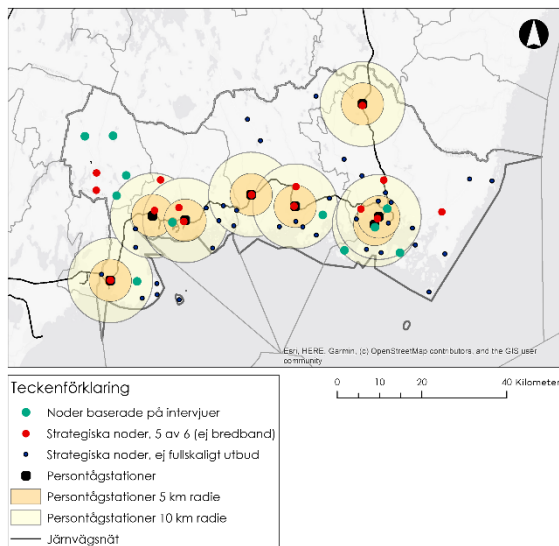 Esri, HERE, Garmin, (c) OpenStreetMap contributors, and the GIS user
community
Teckenförklaring
Noder baserade på intervjuer
Strategiska noder, 5 av 6 (ej bredband)
Strategiska noder, ej fullskaligt utbud
Persontågstationer
Persontågstationer 5 km radie
Persontågstationer 10 km radie
Järnvägsnät
0 10 20 40 Kilometer